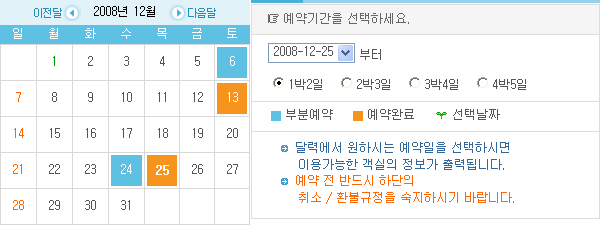 이전달 2008년 12월 다음달
일 월 화 수 목 금 토
1 2 3 4 5 6
7 8 9 10 11 12 13
14 15 16 17 18 19 20
21 22 23 24 25 26 27
28 29 30 31
☞ 예약기간을 선택하세요.
2008-12-25 부터
1박2일 2박3일 3박4일 4박5일
부분예약 예약완료 선택날짜
달력에서 원하시는 예약일을 선택하시면
이용가능한 객실의 정보가 출력됩니다.
예약 전 반드시 하단의
취소 / 환불규정을 숙지하시기 바랍니다.